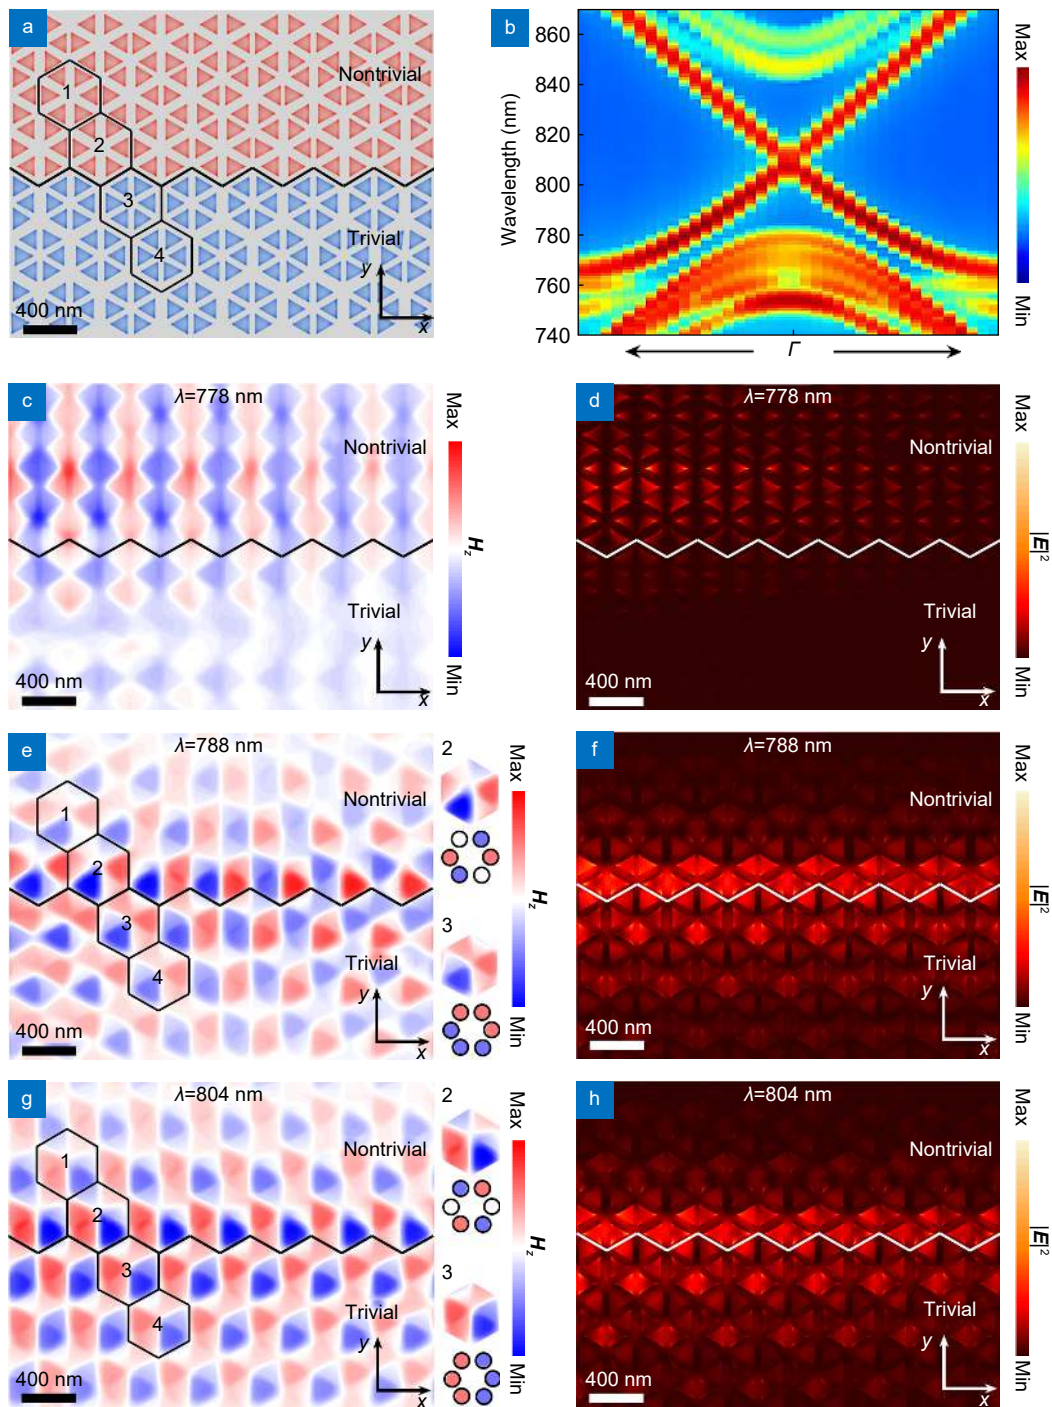 a
Nontrivial
1
2
3
4
Trivial
y
x
400 nm
b
Wavelength (nm)
860
840
820
800
780
760
740
Γ
Max
Min
c
λ=778 nm
Nontrivial
Trivial
y
x
400 nm
Max
Hz
Min
d
λ=778 nm
Nontrivial
Trivial
y
x
400 nm
Max
|E|²
Min
e
λ=788 nm
Nontrivial
1
2
3
4
Trivial
y
x
400 nm
2
3
Max
Hz
Min
f
λ=788 nm
Nontrivial
Trivial
y
x
400 nm
Max
|E|²
Min
g
λ=804 nm
Nontrivial
1
2
3
4
Trivial
y
x
400 nm
2
3
Max
Hz
Min
h
λ=804 nm
Nontrivial
Trivial
y
x
400 nm
Max
|E|²
Min